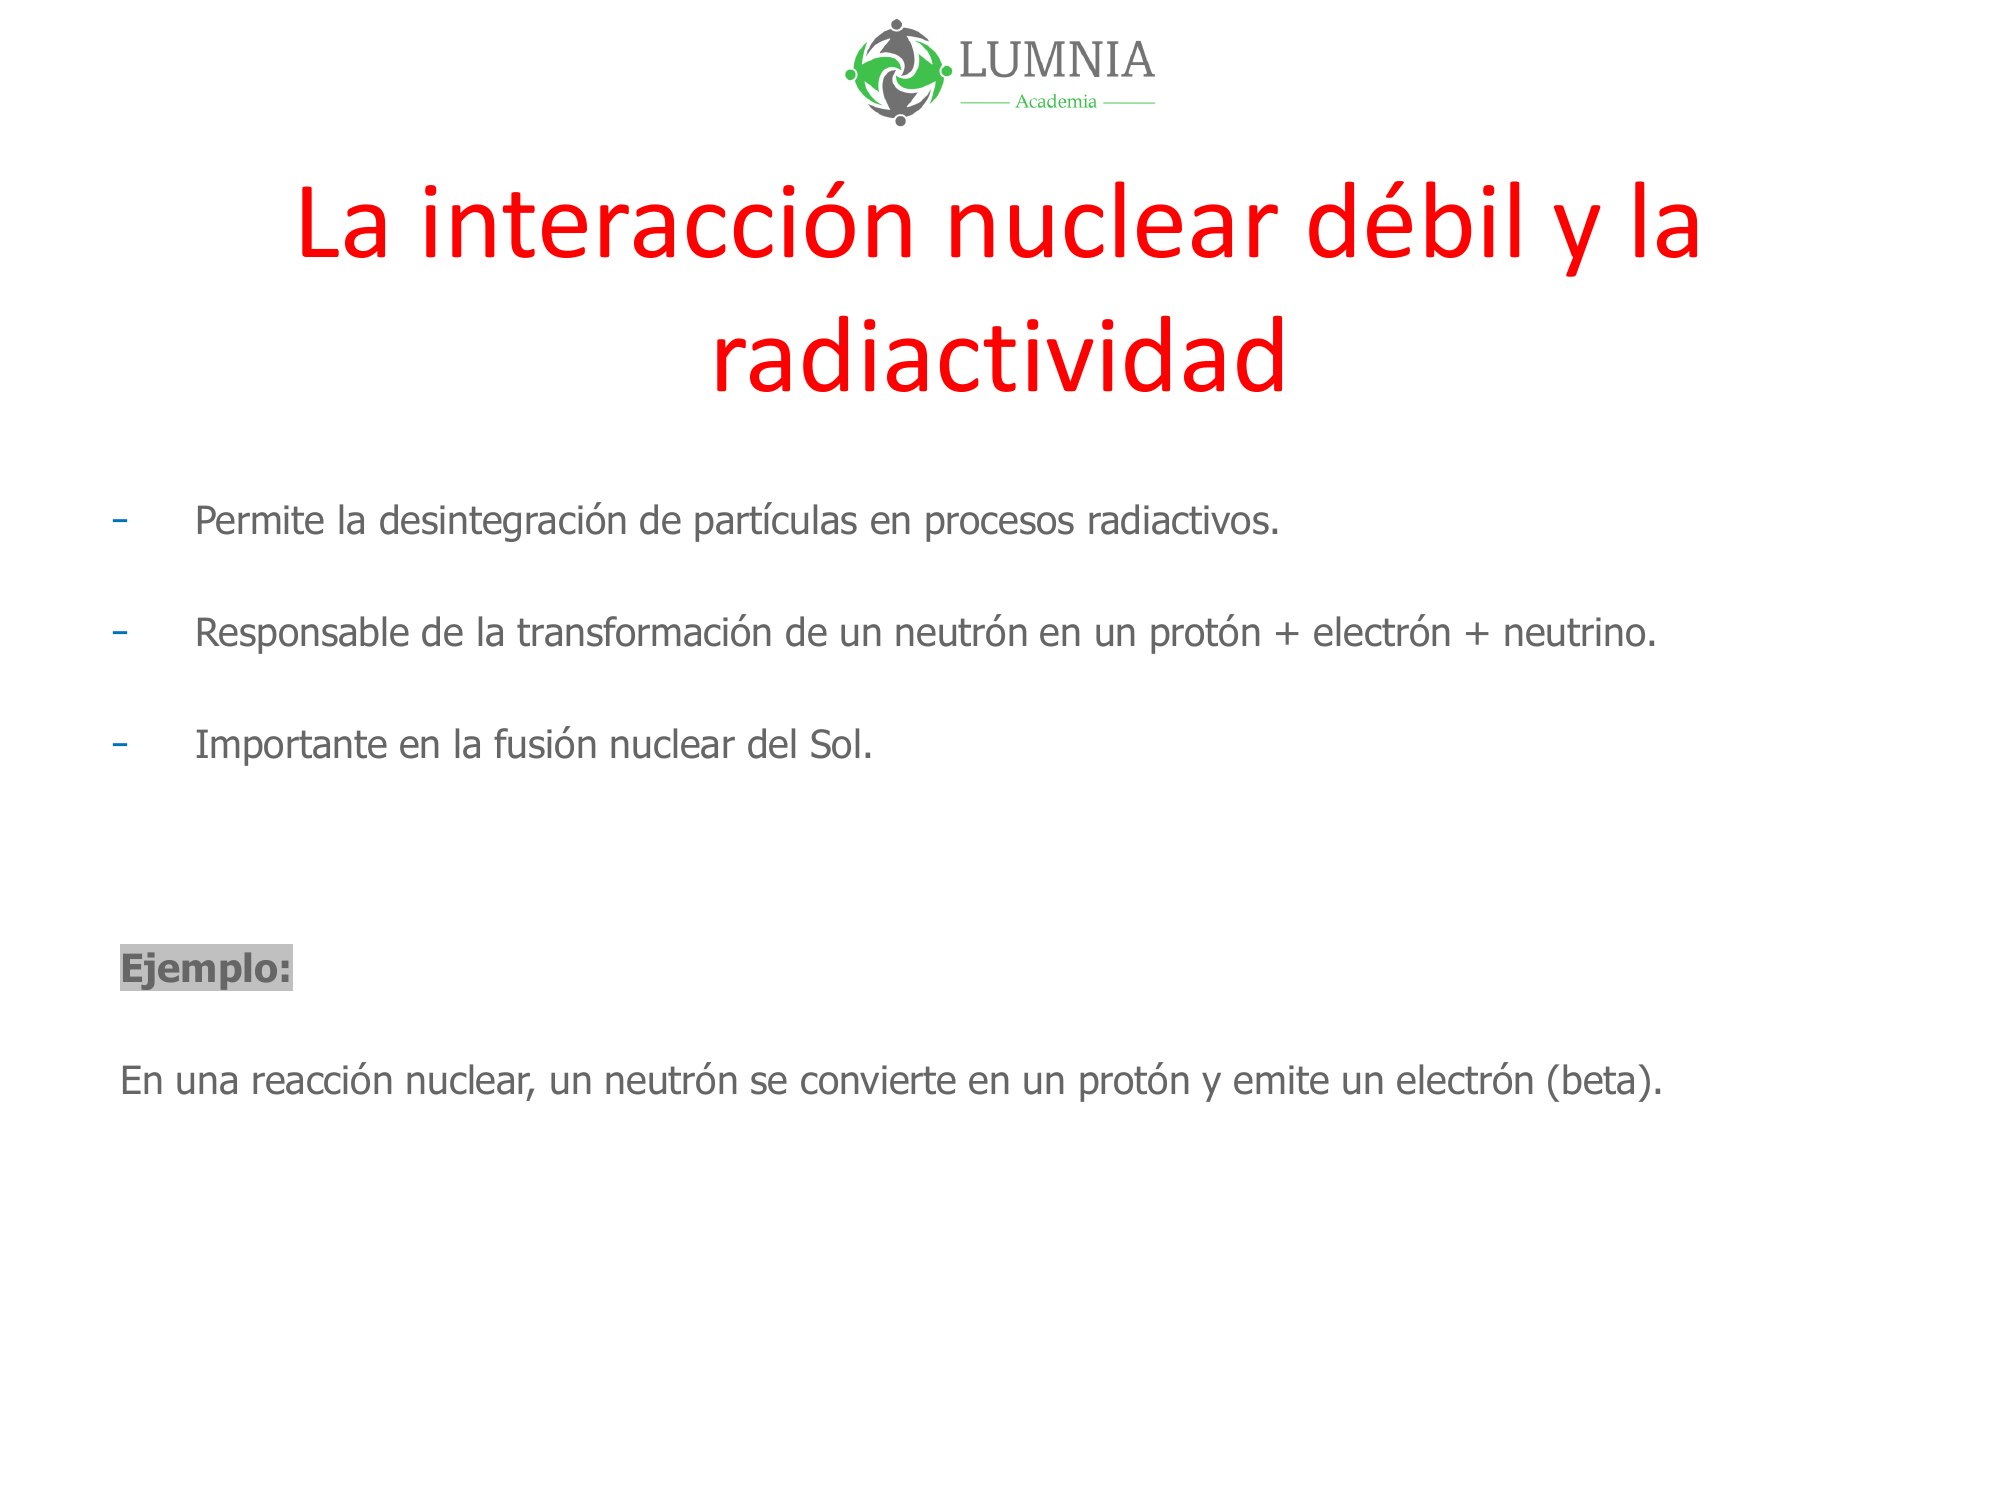 LUMNIA
Academia
La interacción nuclear débil y la
radiactividad
- Permite la desintegración de partículas en procesos radiactivos.
- Responsable de la transformación de un neutrón en un protón + electrón + neutrino.
- Importante en la fusión nuclear del Sol.
Ejemplo:
En una reacción nuclear, un neutrón se convierte en un protón y emite un electrón (beta).